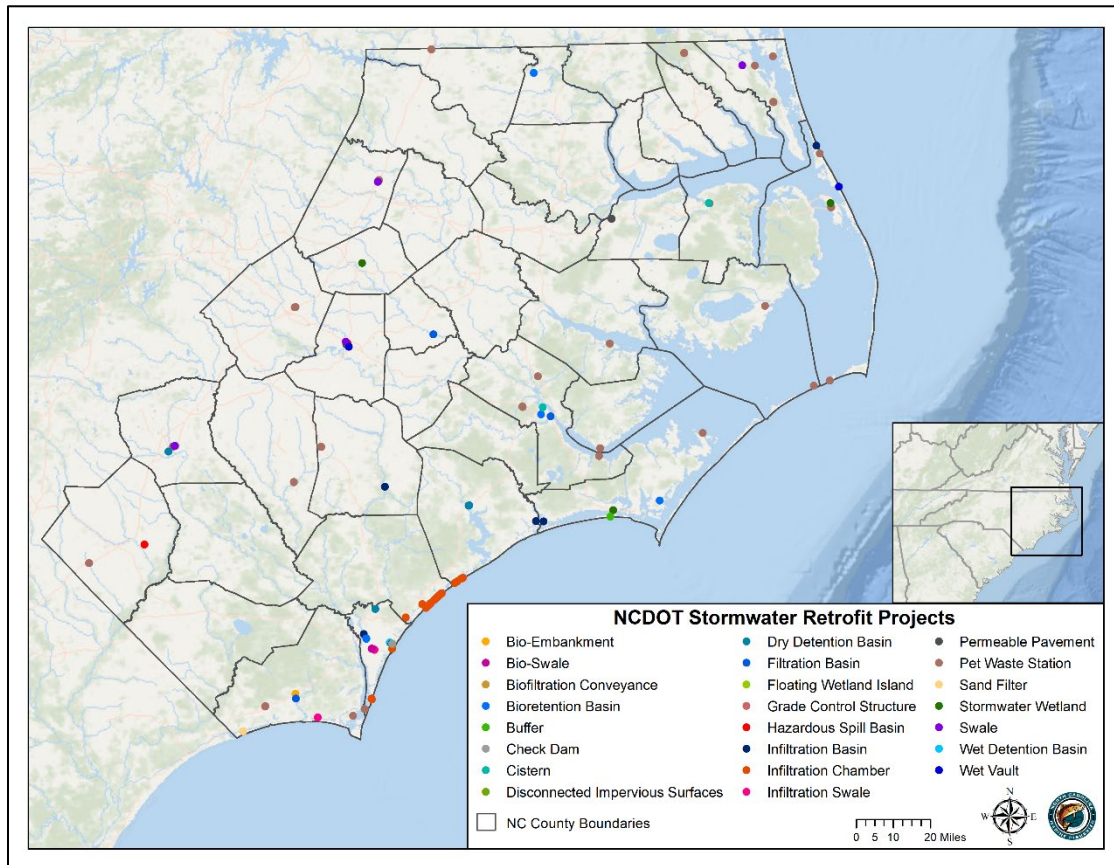 NCDOT Stormwater Retrofit Projects
Bio-Embankment
Bio-Swale
Biofiltration Conveyance
Bioretention Basin
Buffer
Check Dam
Cistern
Disconnected Impervious Surfaces
Dry Detention Basin
Filtration Basin
Floating Wetland Island
Grade Control Structure
Hazardous Spill Basin
Infiltration Basin
Infiltration Chamber
Infiltration Swale
Permeable Pavement
Pet Waste Station
Sand Filter
Stormwater Wetland
Swale
Wet Detention Basin
Wet Vault
NC County Boundaries
0 5 10 20 Miles
N
W E
S